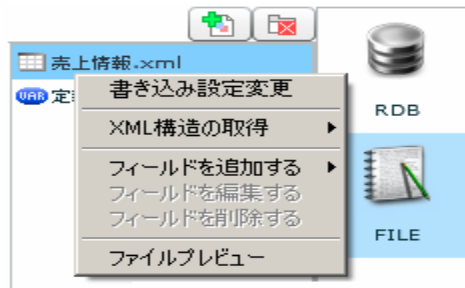 売上情報.xml
VAR 定
書き込み設定変更
XML構造の取得
フィールドを追加する
フィールドを編集する
フィールドを削除する
ファイルプレビュー
RDB
FILE